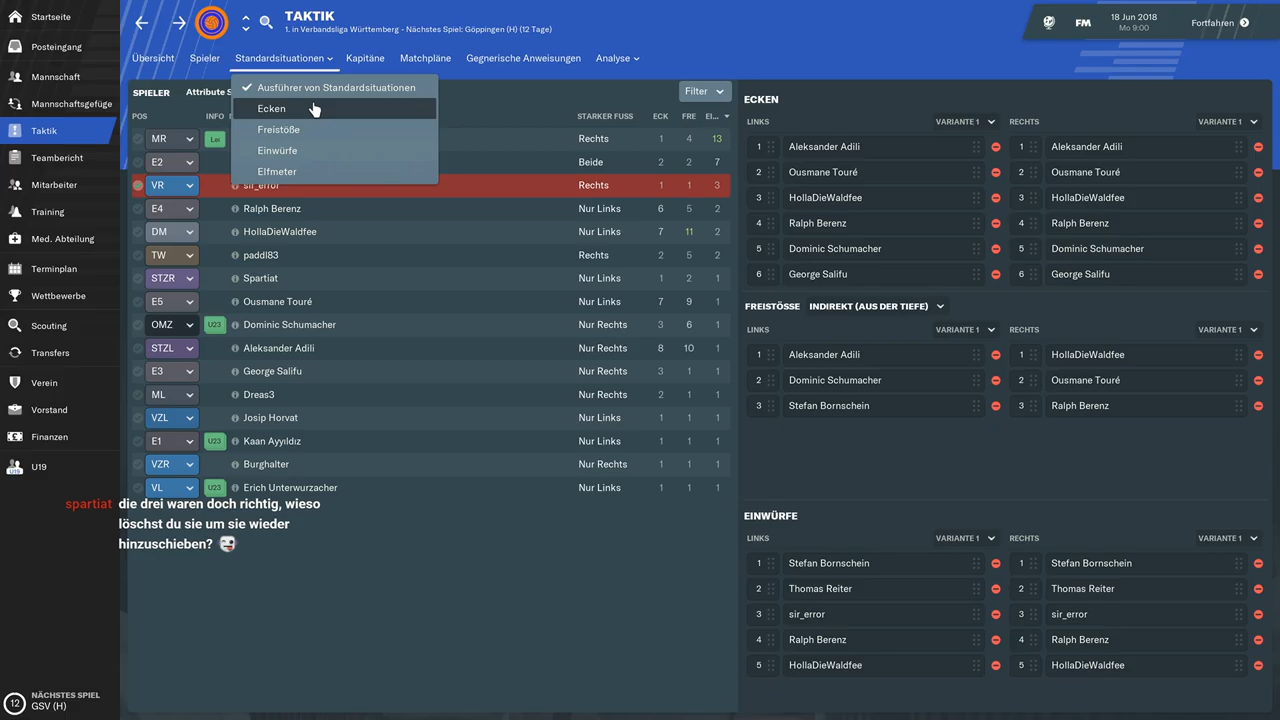 Startseite
Posteingang
Mannschaft
Mannschaftsgefüge
Taktik
Teambericht
Mitarbeiter
Training
Med. Abteilung
Terminplan
Wettbewerbe
Scouting
Transfers
Verein
Vorstand
Finanzen
U19
U19
12
NÄCHSTES SPIEL
GSV (H)
TAKTIK
1. in Verbandsliga Württemberg - Nächstes Spiel: Göppingen (H) (12 Tage)
FM
18 Jun 2018
Mo 9:00
Fortfahren
Übersicht Spieler Standardsituationen Kapitäne Matchpläne Gegnerische Anweisungen Analyse
Ausführer von Standardsituationen
Ecken
Freistöße
Einwürfe
Elfmeter
SPIELER Attribute Filter
POS INFO STARKER FUSS ECK FRE EI...
MR Lei Rechts 1 4 13
E2 Beide 2 2 7
VR sir_error Rechts 1 1 3
E4 Ralph Berenz Nur Links 6 5 2
DM HollaDieWaldfee Nur Links 7 11 2
TW paddl83 Rechts 2 5 2
STZR Spartiat Nur Links 1 2 1
E5 Ousmane Touré Nur Links 7 9 1
OMZ U23 Dominic Schumacher Nur Rechts 3 6 1
STZL Aleksander Adili Nur Rechts 8 10 1
E3 George Salifu Nur Rechts 3 1 1
ML Dreas3 Nur Rechts 2 1 1
VZL Josip Horvat Nur Links 1 1 1
E1 U23 Kaan Ayyıldız Nur Links 1 1 1
VZR Burghalter Nur Rechts 1 1 1
VL U23 Erich Unterwurzacher Nur Links 1 1 1
spartiat die drei waren doch richtig, wieso
löschst du sie um sie wieder
hinzuschieben?
ECKEN
LINKS VARIANTE 1 RECHTS VARIANTE 1
1 Aleksander Adili 1 Aleksander Adili
2 Ousmane Touré 2 Ousmane Touré
3 HollaDieWaldfee 3 HollaDieWaldfee
4 Ralph Berenz 4 Ralph Berenz
5 Dominic Schumacher 5 Dominic Schumacher
6 George Salifu 6 George Salifu
FREISTÖSSE INDIREKT (AUS DER TIEFE)
LINKS VARIANTE 1 RECHTS VARIANTE 1
1 Aleksander Adili 1 HollaDieWaldfee
2 Dominic Schumacher 2 Ousmane Touré
3 Stefan Bornschein 3 Ralph Berenz
EINWÜRFE
LINKS VARIANTE 1 RECHTS VARIANTE 1
1 Stefan Bornschein 1 Stefan Bornschein
2 Thomas Reiter 2 Thomas Reiter
3 sir_error 3 sir_error
4 Ralph Berenz 4 Ralph Berenz
5 HollaDieWaldfee 5 HollaDieWaldfee